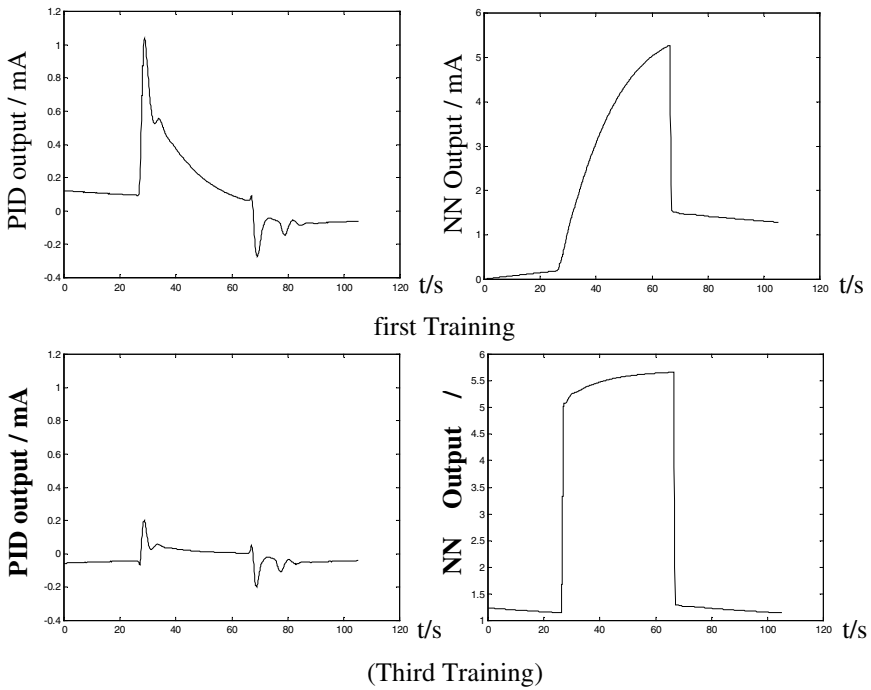 PID output / mA
1.2
1
0.8
0.6
0.4
0.2
0
-0.2
-0.4
0 20 40 60 80 100 120
t/s
NN Output / mA
6
5
4
3
2
1
0
0 20 40 60 80 100 120
t/s
first Training
PID output / mA
1.2
1
0.8
0.6
0.4
0.2
0
-0.2
-0.4
0 20 40 60 80 100 120
t/s
NN Output /
6
5.5
5
4.5
4
3.5
3
2.5
2
1.5
1
0 20 40 60 80 100 120
t/s
(Third Training)